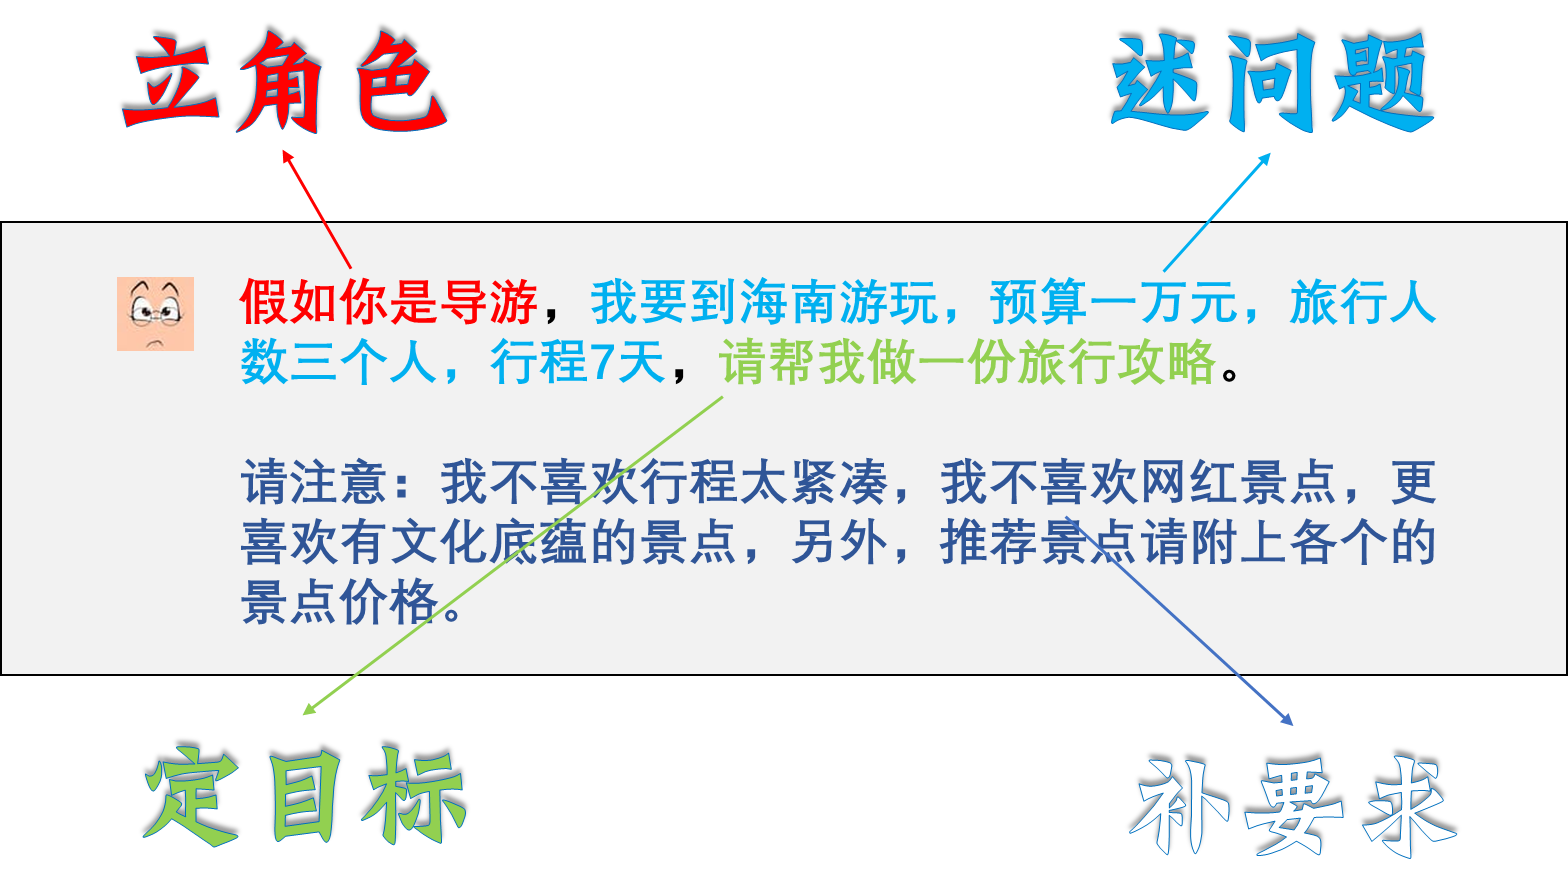 立角色
述问题
假如你是导游，我要到海南游玩，预算一万元，旅行人
数三个人，行程7天，请帮我做一份旅行攻略。
请注意：我不喜欢行程太紧凑，我不喜欢网红景点，更
喜欢有文化底蕴的景点，另外，推荐景点请附上各个的
景点价格。
定目标
补要求